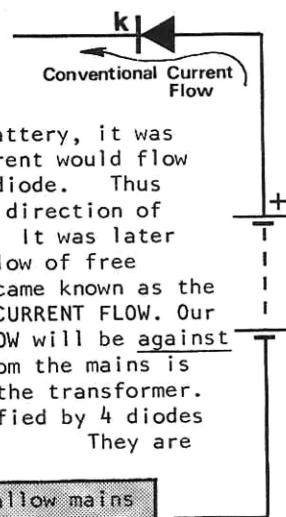 k
Conventional Current
Flow
attery, it was
rent would flow
diode. Thus
direction of
It was later
low of free
came known as the
CURRENT FLOW. Our
OW will be against
om the mains is
the transformer.
fied by 4 diodes
They are
allow mains
+